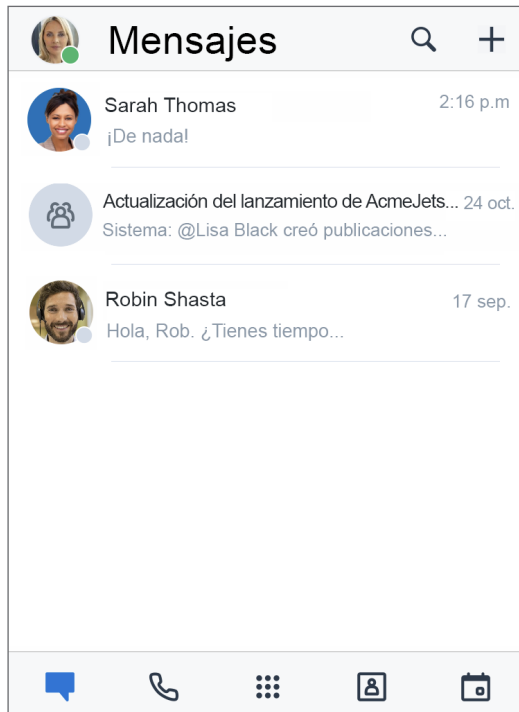 Mensajes
Sarah Thomas 2:16 p.m
¡De nada!
Actualización del lanzamiento de AcmeJets... 24 oct.
Sistema: @Lisa Black creó publicaciones...
Robin Shasta 17 sep.
Hola, Rob. ¿Tienes tiempo...